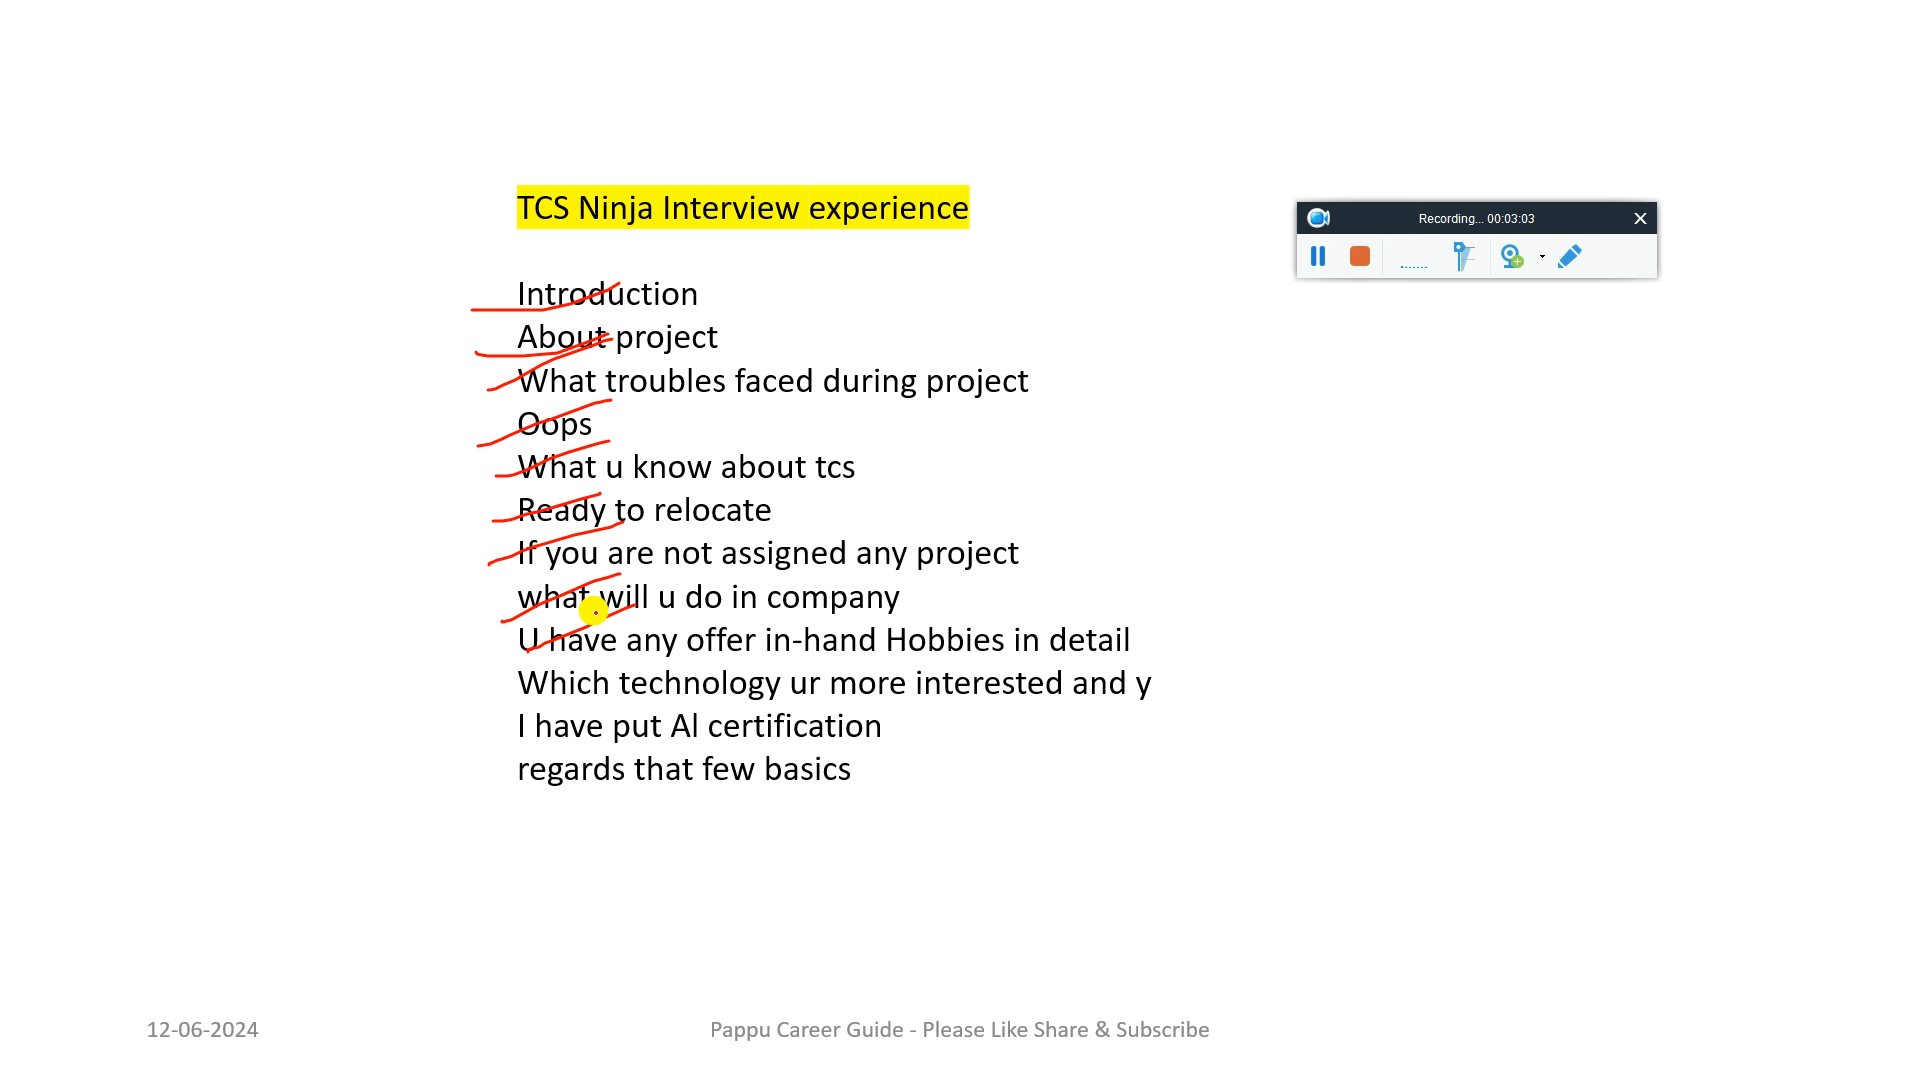 TCS Ninja Interview experience
Recording... 00:03:03
Introduction
About project
What troubles faced during project
Oops
What u know about tcs
Ready to relocate
If you are not assigned any project
what will u do in company
U have any offer in-hand Hobbies in detail
Which technology ur more interested and y
I have put Al certification
regards that few basics
12-06-2024
Pappu Career Guide - Please Like Share & Subscribe